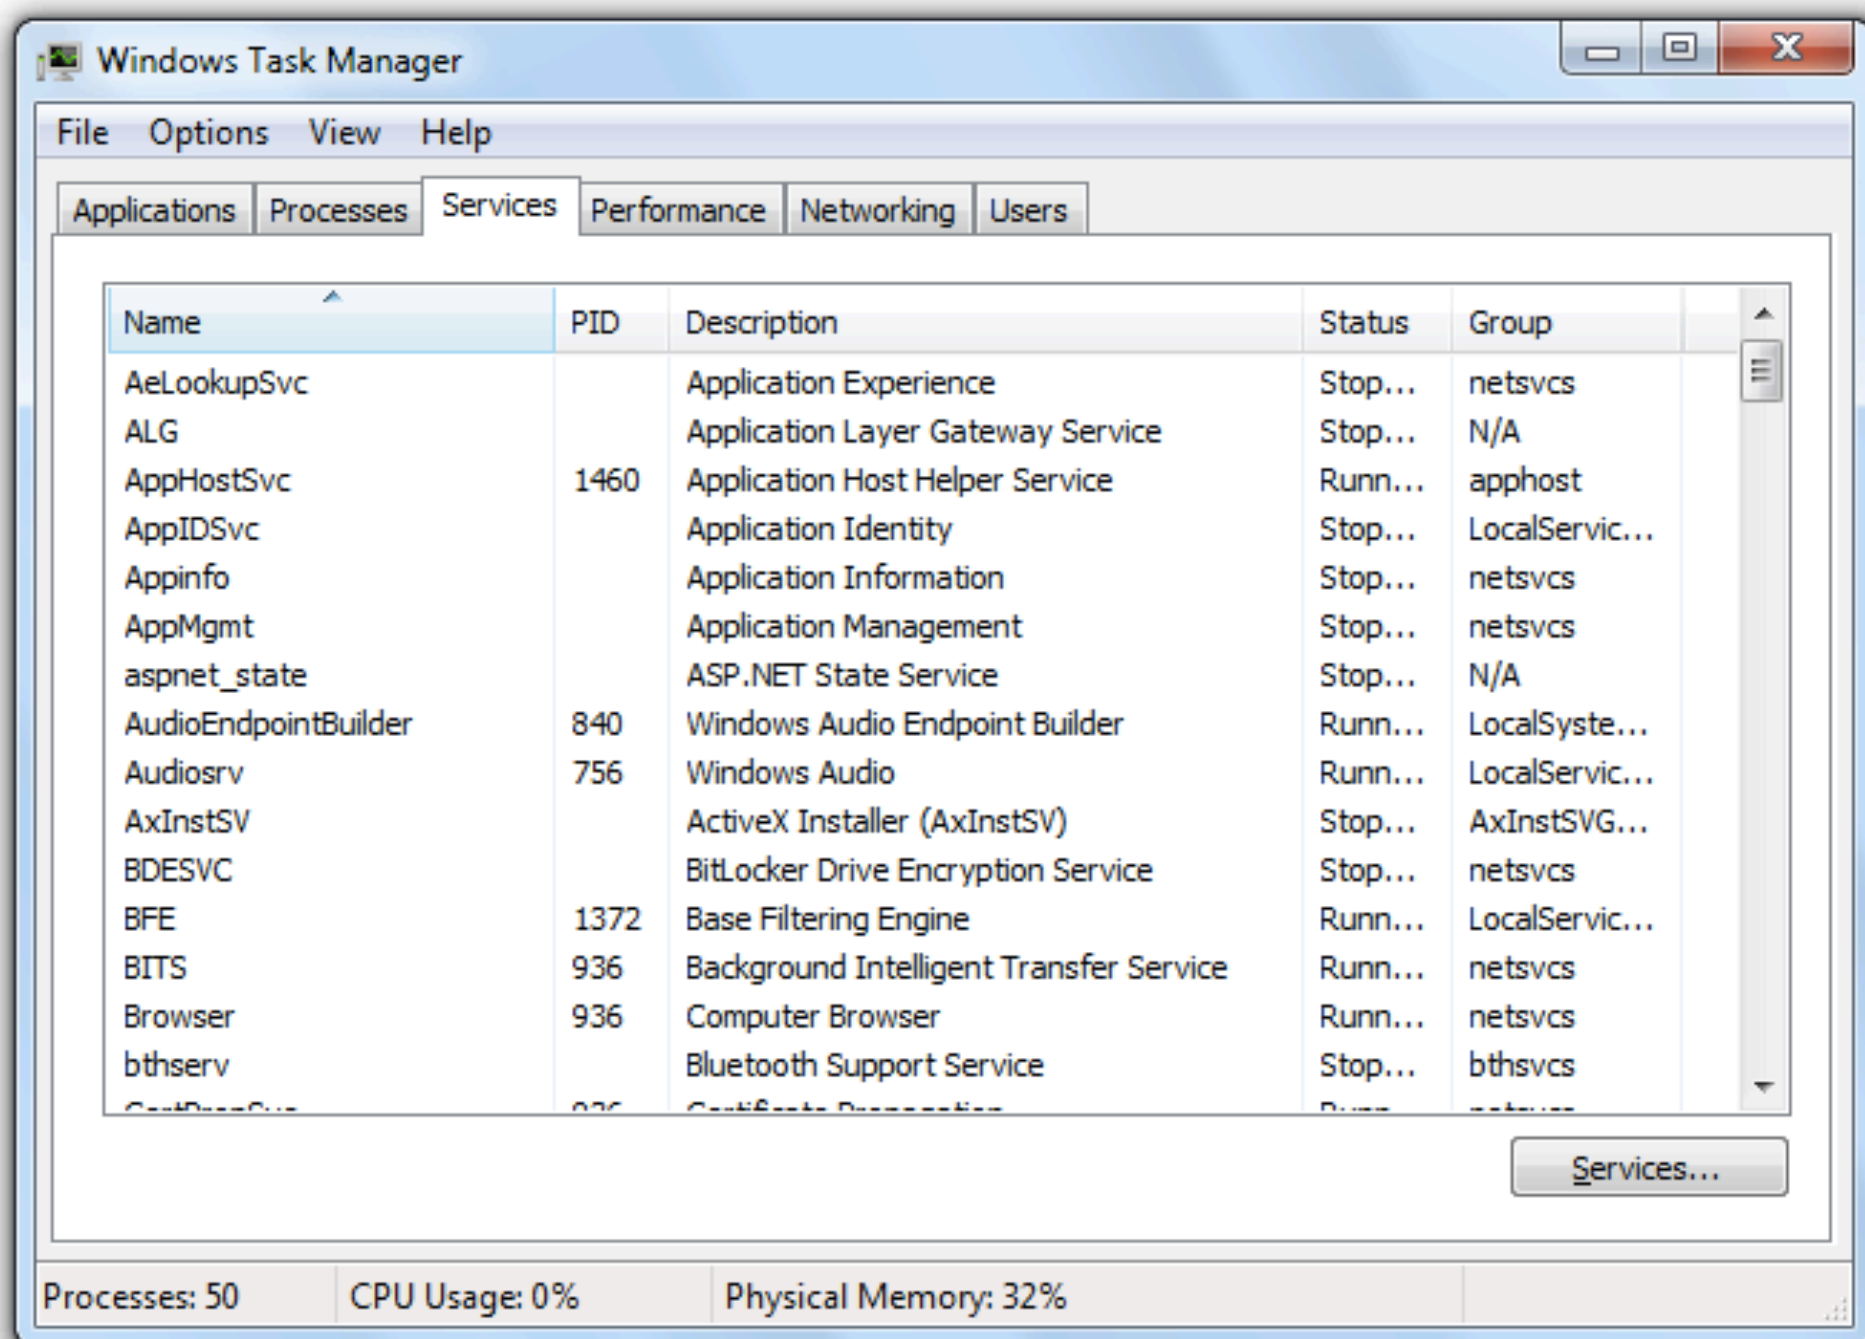 Windows Task Manager
File Options View Help
Applications Processes Services Performance Networking Users
Name PID Description Status Group
AeLookupSvc Application Experience Stop... netsvcs
ALG Application Layer Gateway Service Stop... N/A
AppHostSvc 1460 Application Host Helper Service Runn... apphost
AppIDSvc Application Identity Stop... LocalServic...
Appinfo Application Information Stop... netsvcs
AppMgmt Application Management Stop... netsvcs
aspnet_state ASP.NET State Service Stop... N/A
AudioEndpointBuilder 840 Windows Audio Endpoint Builder Runn... LocalSyste...
Audiosrv 756 Windows Audio Runn... LocalServic...
AxInstSV ActiveX Installer (AxInstSV) Stop... AxInstSVG...
BDESVC BitLocker Drive Encryption Service Stop... netsvcs
BFE 1372 Base Filtering Engine Runn... LocalServic...
BITS 936 Background Intelligent Transfer Service Runn... netsvcs
Browser 936 Computer Browser Runn... netsvcs
bthserv Bluetooth Support Service Stop... bthsvcs
Services...
Processes: 50 CPU Usage: 0% Physical Memory: 32%